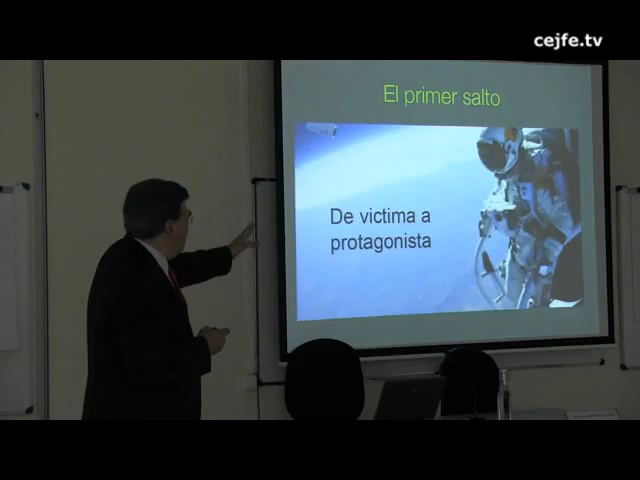 cejfe.tv
El primer salto
De victima a
protagonista